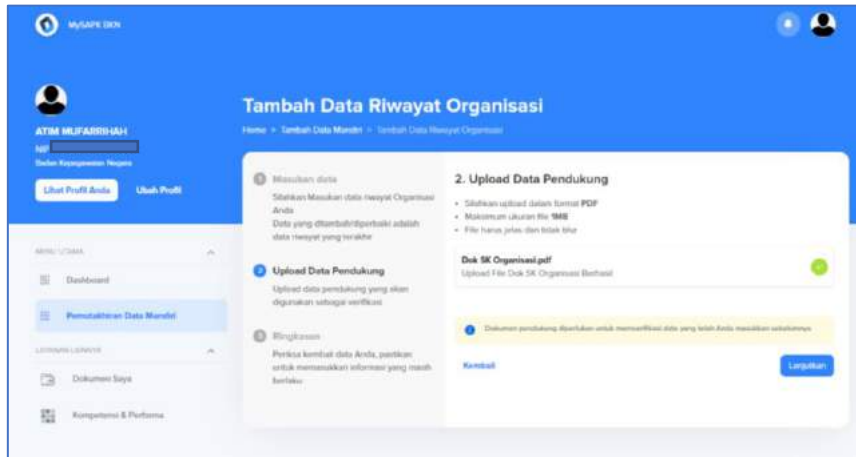 MySAPK BKN
ATIM MUFARRIHAH
NIP
Badan Kepegawaian Negara
Lihat Profil Anda
Ubah Profil
MENU UTAMA
Dashboard
Pemutakhiran Data Mandiri
LAYANAN LAINNYA
Dokumen Saya
Kompetensi & Performa
Tambah Data Riwayat Organisasi
Home > Tambah Data Mandiri > Tambah Data Riwayat Organisasi
1 Masukan data
Silahkan Masukan data riwayat Organisasi
Anda
Data yang ditambah/diperbaiki adalah
data riwayat yang terakhir
2 Upload Data Pendukung
Upload data pendukung yang akan
digunakan sebagai verifikasi
3 Ringkasan
Periksa kembali data Anda, pastikan
untuk memasukkan informasi yang masih
berlaku
2. Upload Data Pendukung
• Silahkan upload dalam format PDF
• Maksimum ukuran file 1MB
• File harus jelas dan tidak blur
Dok SK Organisasi.pdf
Upload File Dok SK Organisasi Berhasil
Dokumen pendukung diperlukan untuk memverifikasi data yang telah Anda masukkan sebelumnya
Kembali
Lanjutkan